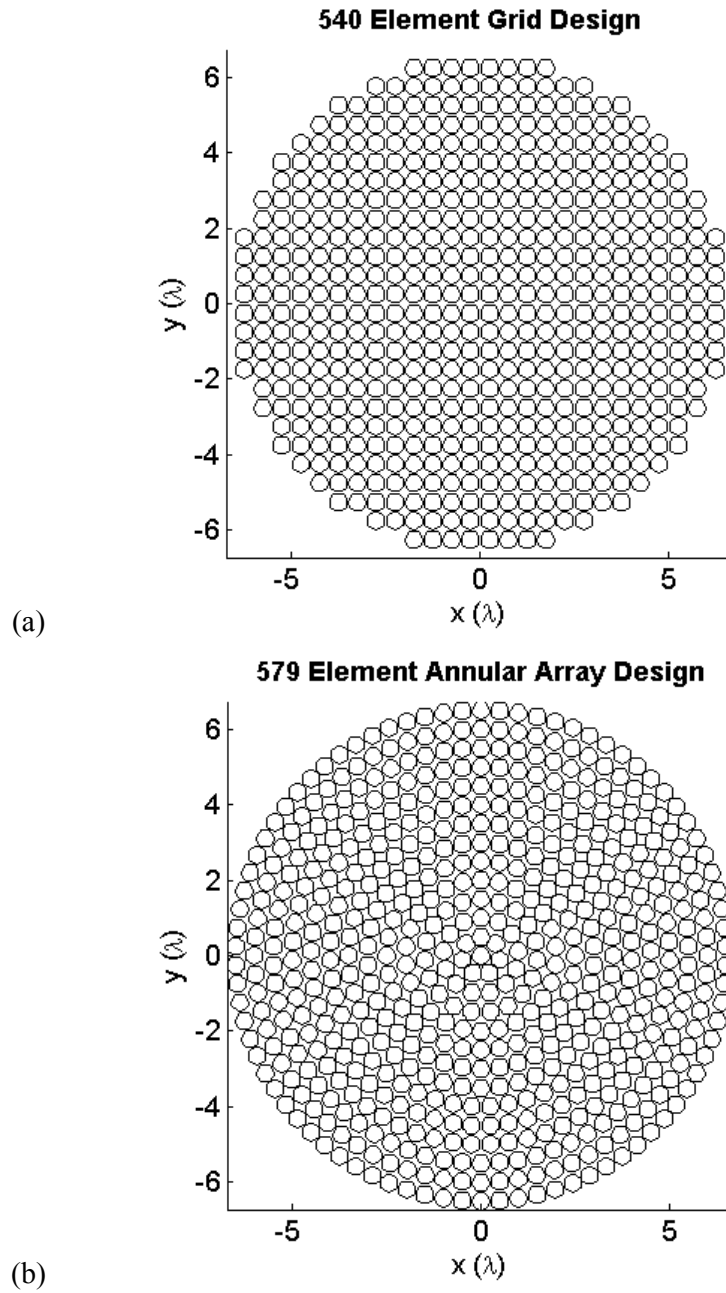 540 Element Grid Design
6
4
2
0
-2
-4
-6
y (λ)
-5 0 5
x (λ)
(a)
579 Element Annular Array Design
6
4
2
0
-2
-4
-6
y (λ)
-5 0 5
x (λ)
(b)